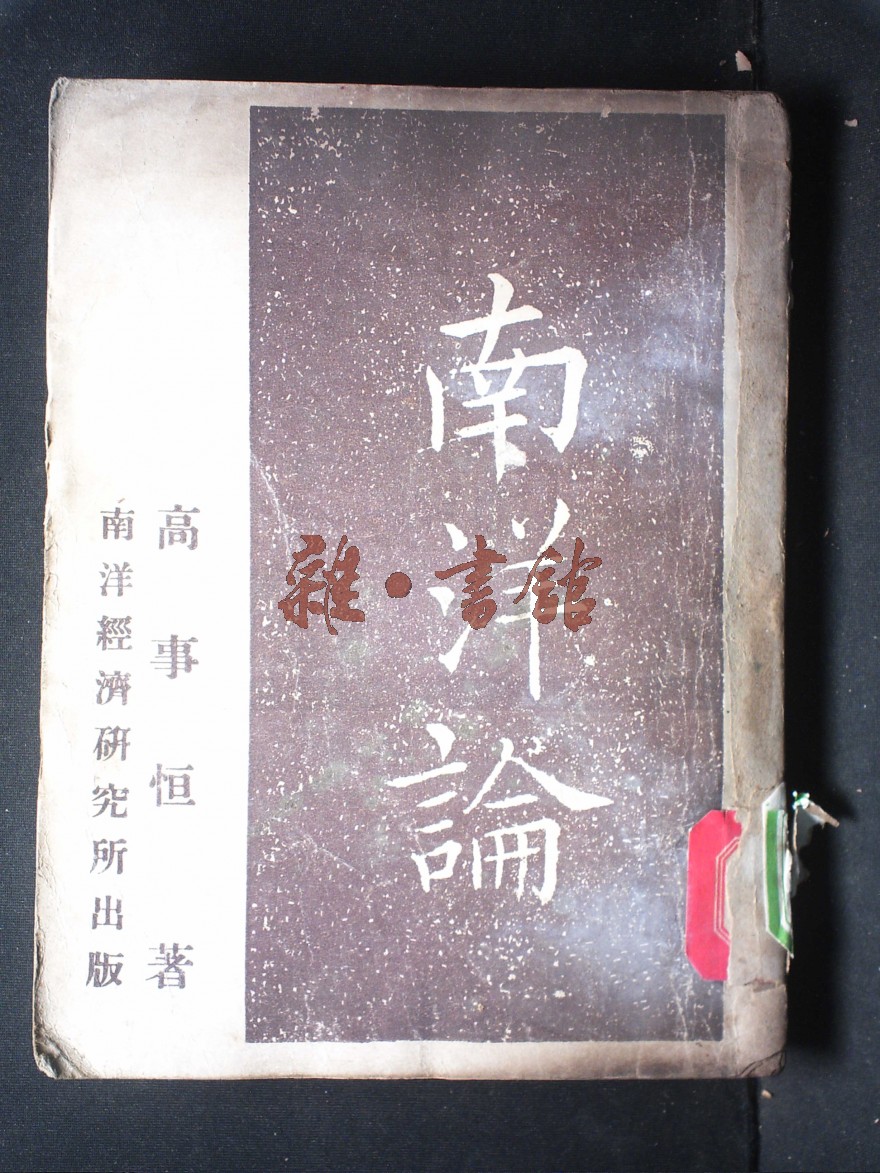 南洋論
高事恒著
南洋經濟研究所出版
雜·書館